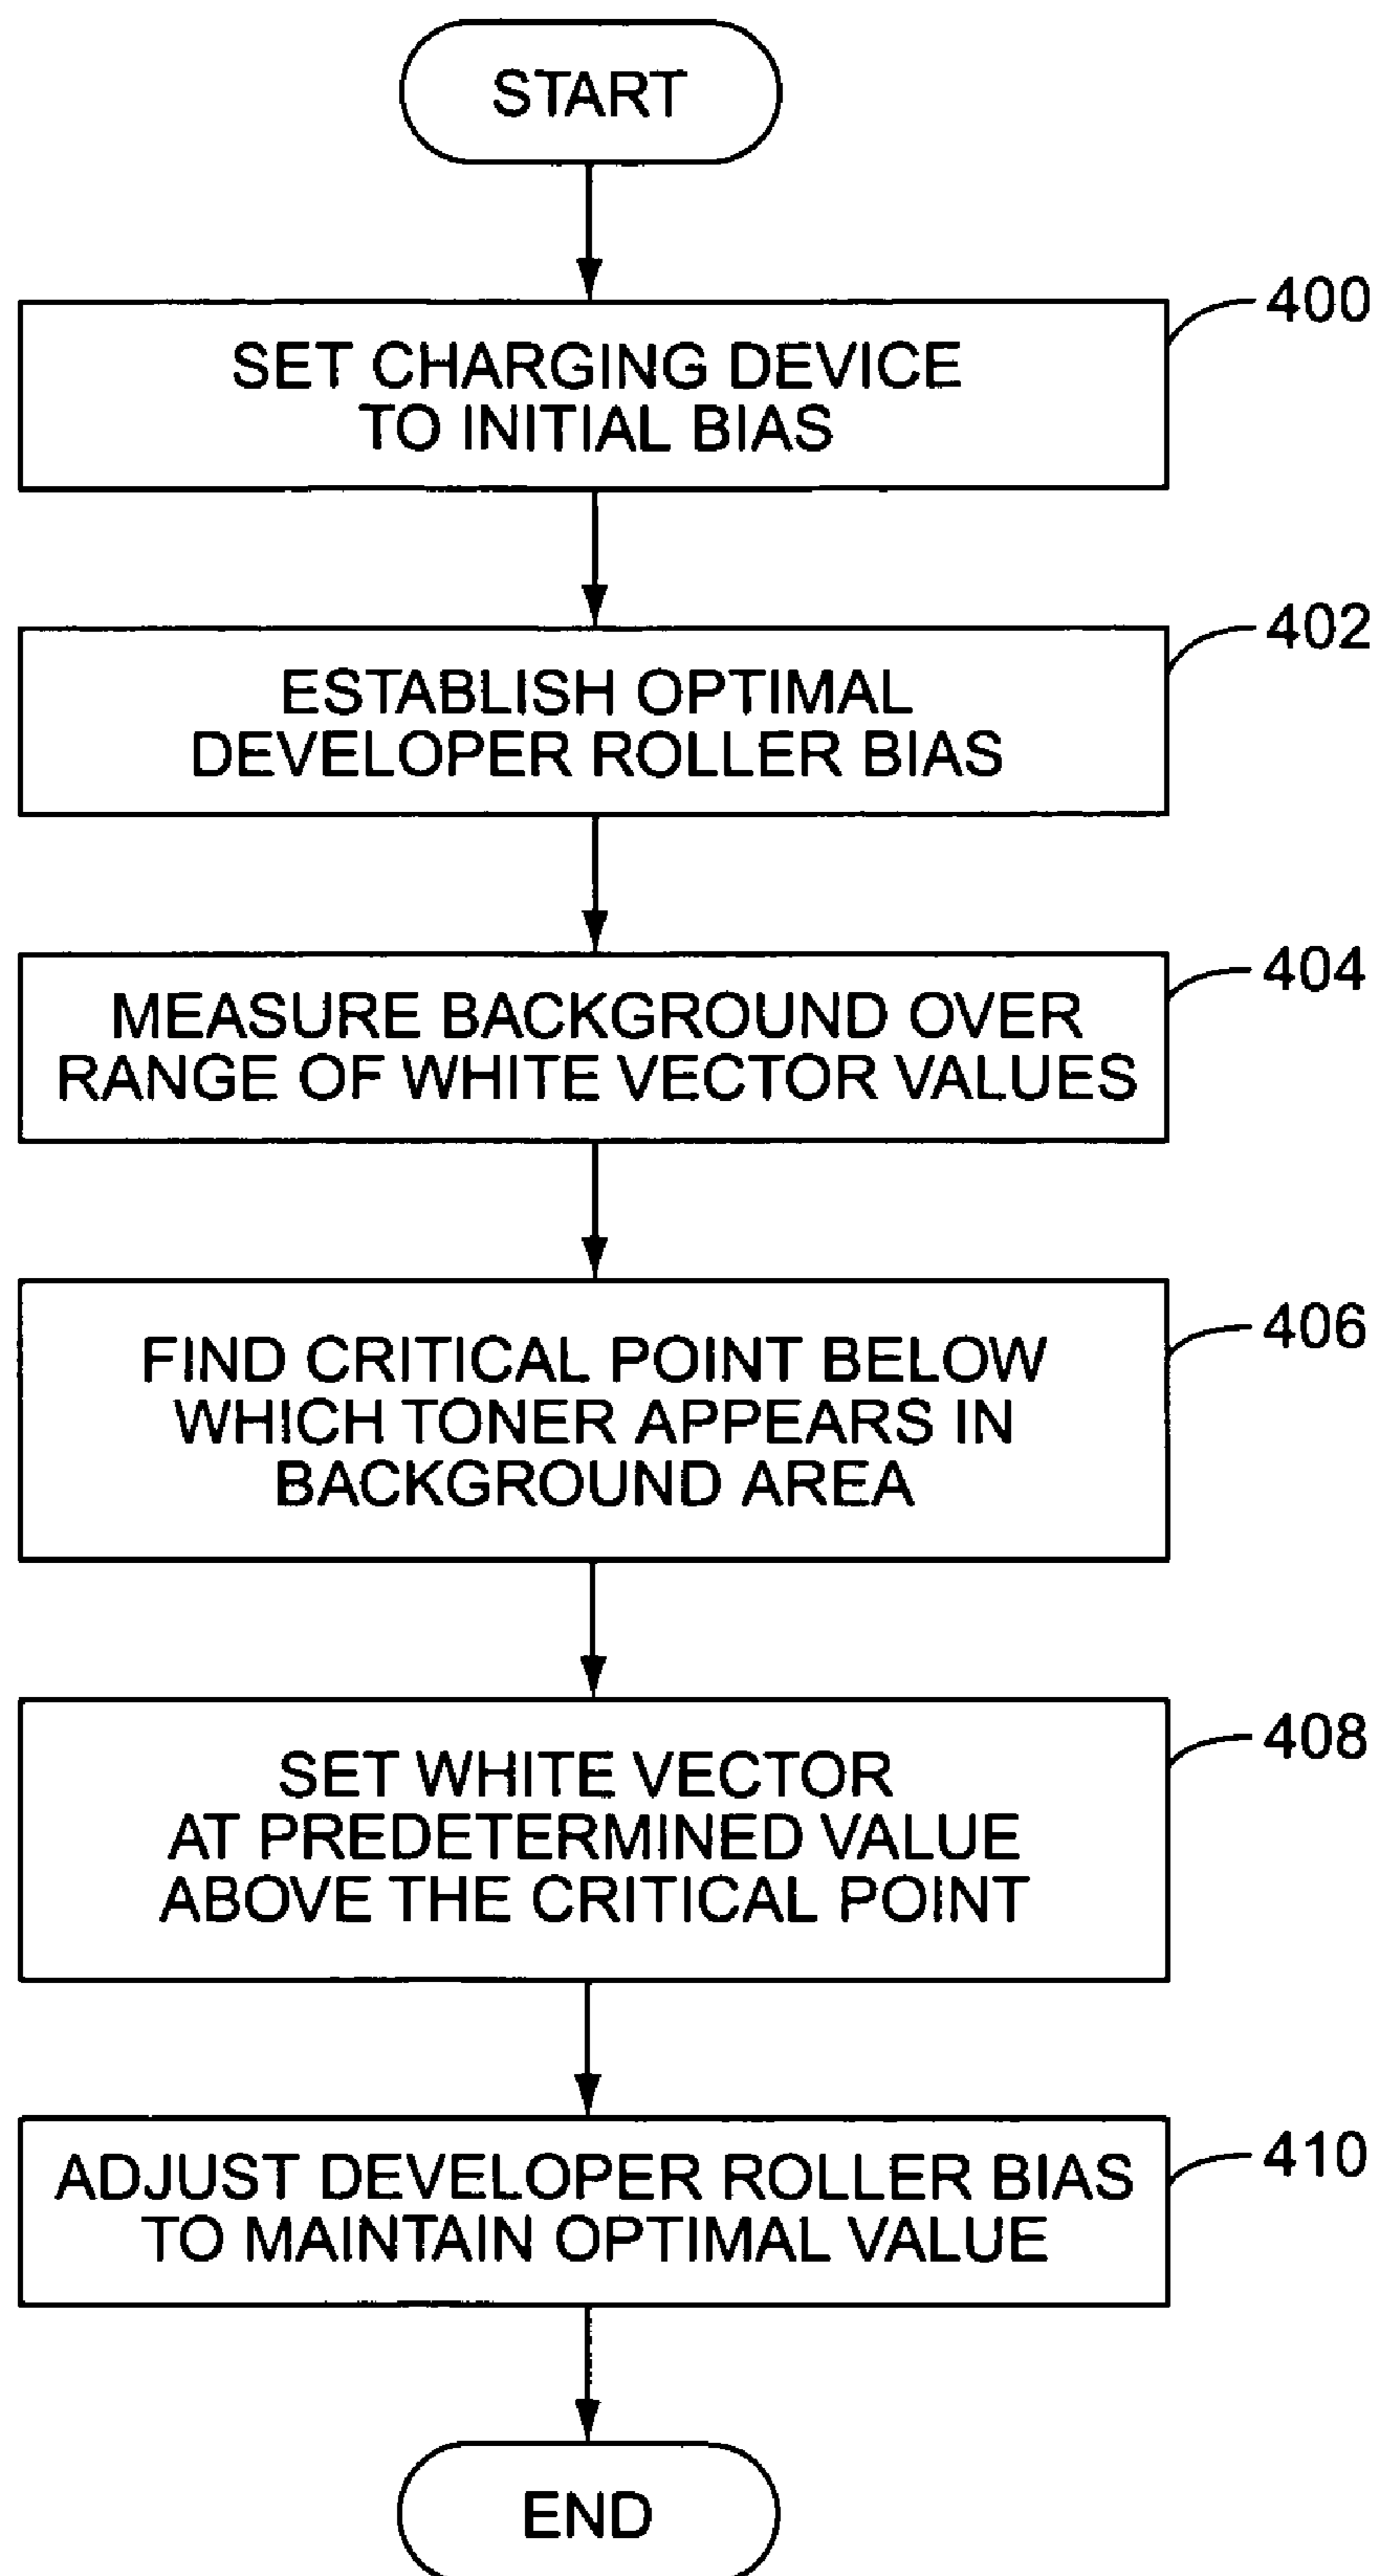 START
400
SET CHARGING DEVICE
TO INITIAL BIAS
402
ESTABLISH OPTIMAL
DEVELOPER ROLLER BIAS
404
MEASURE BACKGROUND OVER
RANGE OF WHITE VECTOR VALUES
406
FIND CRITICAL POINT BELOW
WHICH TONER APPEARS IN
BACKGROUND AREA
408
SET WHITE VECTOR
AT PREDETERMINED VALUE
ABOVE THE CRITICAL POINT
410
ADJUST DEVELOPER ROLLER BIAS
TO MAINTAIN OPTIMAL VALUE
END